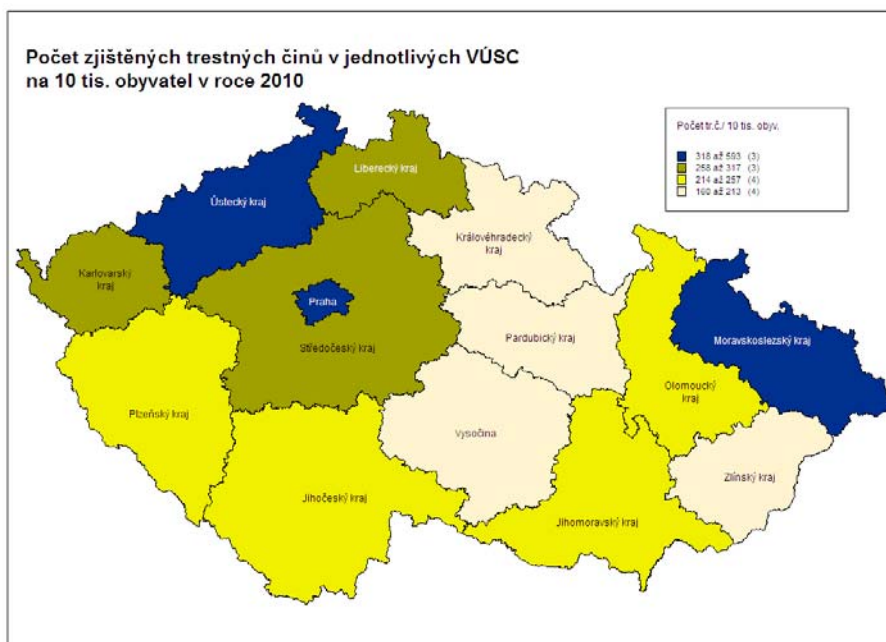 Počet zjištěných trestných činů v jednotlivých VÚSC
na 10 tis. obyvatel v roce 2010
Počet tr.č./ 10 tis. obyv.
318 až 593 (3)
258 až 317 (3)
214 až 257 (4)
160 až 213 (4)
Liberecký kraj
Ústecký kraj
Královéhradecký
kraj
Karlovarský
kraj
Praha
Středočeský kraj
Pardubický kraj
Moravskoslezský kraj
Olomoucký
kraj
Plzeňský kraj
Vysočina
Zlínský kraj
Jihočeský kraj
Jihomoravský kraj